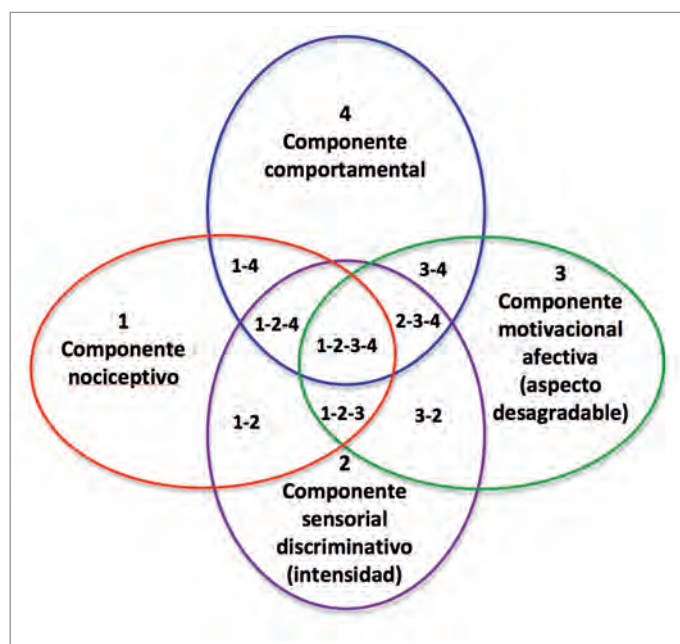 4
Componente
comportamental
1-4
3-4
3
Componente
motivacional
afectiva
(aspecto
desagradable)
1
Componente
nociceptivo
1-2-4
2-3-4
1-2-3-4
1-2
1-2-3
3-2
2
Componente
sensorial
discriminativo
(intensidad)